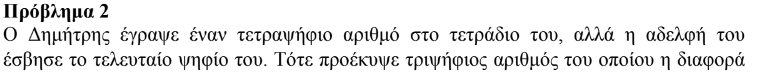 Πρόβλημα 2
Ο Δημήτρης έγραψε έναν τετραψήφιο αριθμό στο τετράδιο του, αλλά η αδελφή του
έσβησε το τελευταίο ψηφίο του. Τότε προέκυψε τριψήφιος αριθμός του οποίου η διαφορά